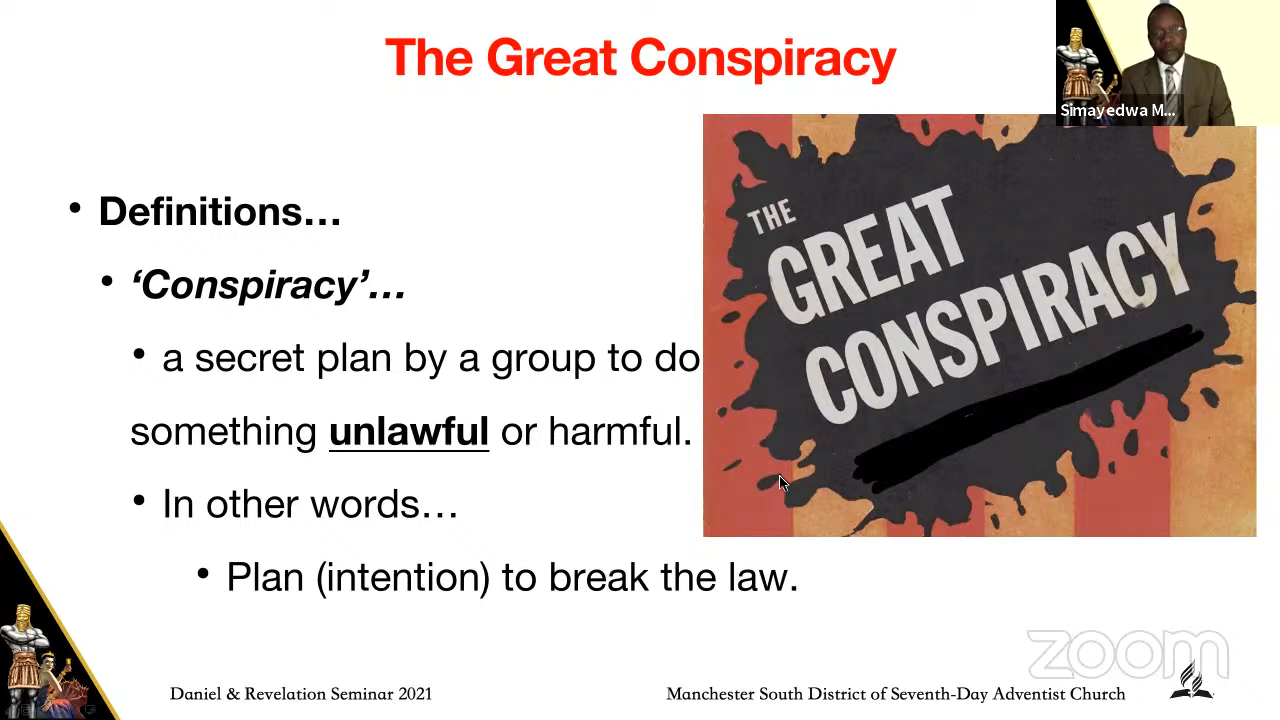 The Great Conspiracy
Simayedwa M...
• Definitions…
• ‘Conspiracy’…
• a secret plan by a group to do
something unlawful or harmful.
• In other words…
• Plan (intention) to break the law.
THE
GREAT
CONSPIRACY
zoom
Daniel & Revelation Seminar 2021
Manchester South District of Seventh-Day Adventist Church